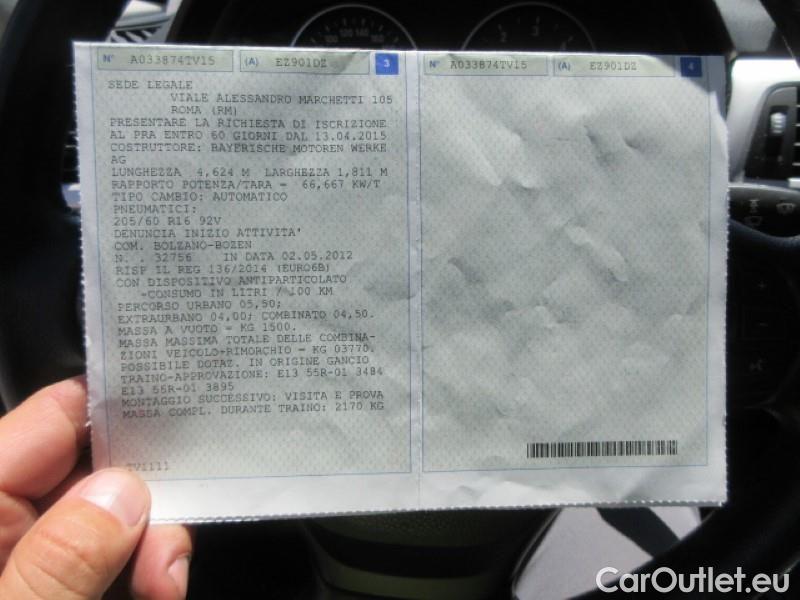 N° A033874TV15 (A) EZ901DZ 3
SEDE LEGALE
VIALE ALESSANDRO MARCHETTI 105
ROMA (RM)
PRESENTARE LA RICHIESTA DI ISCRIZIONE
AL PRA ENTRO 60 GIORNI DAL 13.04.2015
COSTRUTTORE: BAYERISCHE MOTOREN WERKE
AG
LUNGHEZZA 4,624 M LARGHEZZA 1,811 M
RAPPORTO POTENZA/TARA = 66,667 KW/T
TIPO CAMBIO: AUTOMATICO
PNEUMATICI:
205/60 R16 92V
DENUNCIA INIZIO ATTIVITA'
COM. BOLZANO-BOZEN
N. . 32756 IN DATA 02.05.2012
RISP IL REG 136/2014 (EURO6B)
CON DISPOSITIVO ANTIPARTICOLATO
-CONSUMO IN LITRI / 100 KM
PERCORSO URBANO 05,50;
EXTRAURBANO 04,00; COMBINATO 04,50.
MASSA A VUOTO = KG 1500.
MASSA MASSIMA TOTALE DELLE COMBINA-
ZIONI VEICOLO+RIMORCHIO = KG 03770.
POSSIBILE DOTAZ. IN ORIGINE GANCIO
TRAINO-APPROVAZIONE: E13 55R-01 3484
E13 55R-01 3895
MONTAGGIO SUCCESSIVO: VISITA E PROVA
MASSA COMPL. DURANTE TRAINO: 2170 KG
TV1111
N° A033874TV15 (A) EZ901DZ 4
CarOutlet.eu